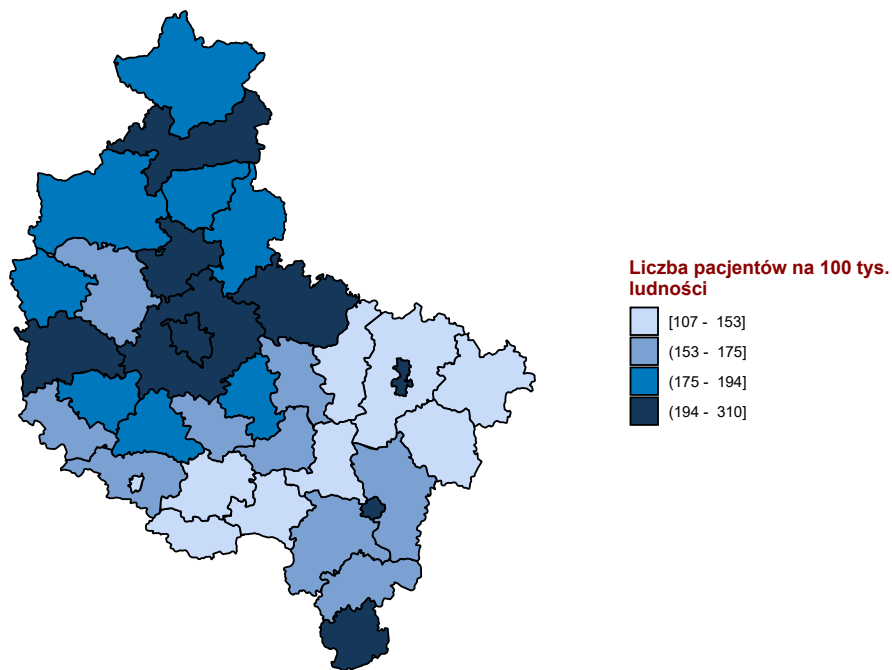 Liczba pacjentów na 100 tys.
ludności
[107 - 153]
(153 - 175]
(175 - 194]
(194 - 310]